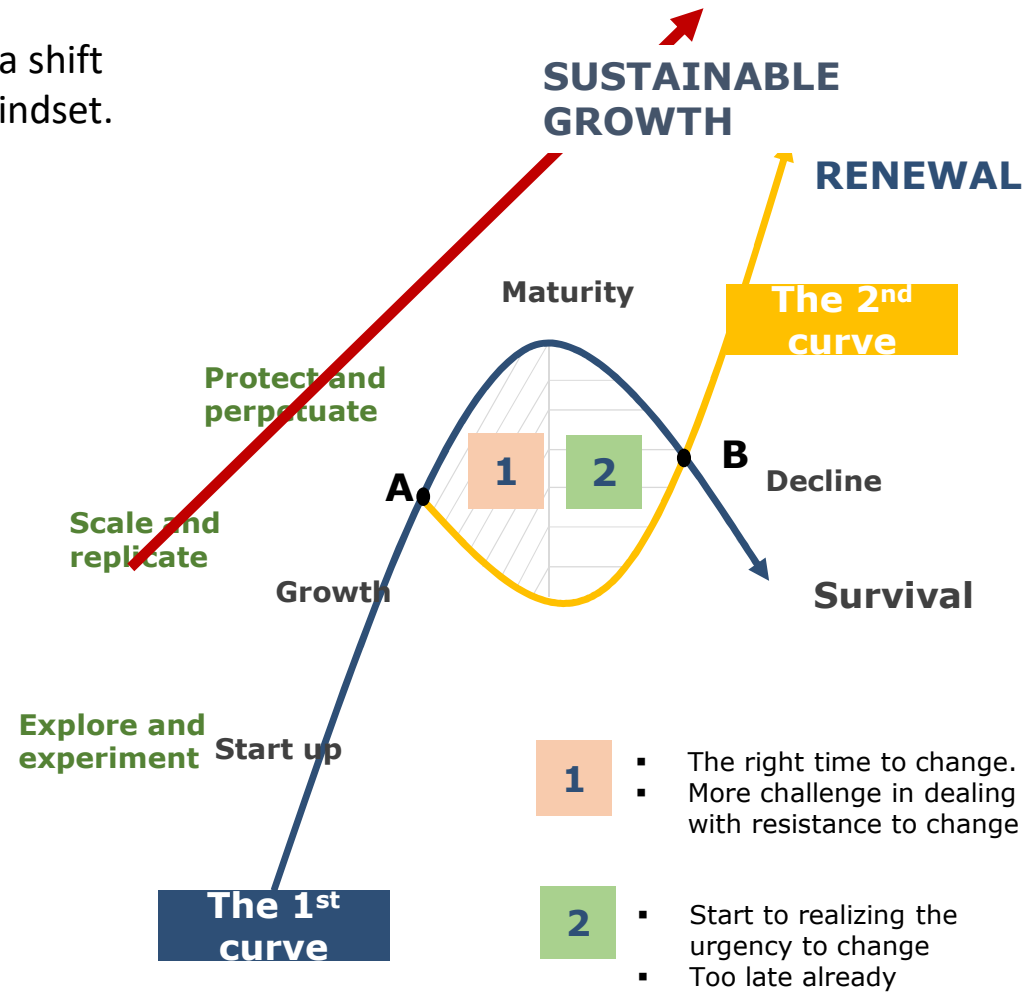 a shift
indset.
SUSTAINABLE
GROWTH
RENEWAL
Maturity
The 2nd
curve
Protect and
perpetuate
1
2
A
B
Decline
Scale and
replicate
Growth
Survival
Explore and
experiment
Start up
1
▪ The right time to change.
▪ More challenge in dealing
with resistance to change
The 1st
curve
2
▪ Start to realizing the
urgency to change
▪ Too late already